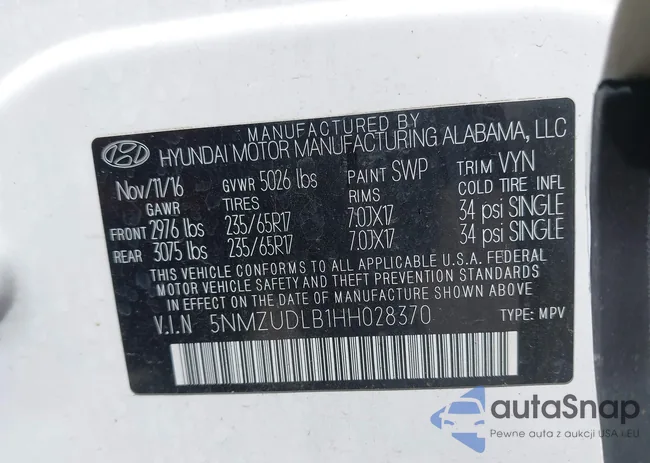 MANUFACTURED BY
HYUNDAI MOTOR MANUFACTURING ALABAMA, LLC
Nov/11/16 GVWR 5026 lbs PAINT SWP TRIM VYN
GAWR TIRES RIMS COLD TIRE INFL
FRONT 2976 lbs 235/65R17 7.0JX17 34 psi SINGLE
REAR 3075 lbs 235/65R17 7.0JX17 34 psi SINGLE
THIS VEHICLE CONFORMS TO ALL APPLICABLE U.S.A. FEDERAL
MOTOR VEHICLE SAFETY AND THEFT PREVENTION STANDARDS
IN EFFECT ON THE DATE OF MANUFACTURE SHOWN ABOVE.
V.I.N 5NMZUDLB1HH028370 TYPE: MPV
autaSnap
Pewne auta z aukcji USA i EU